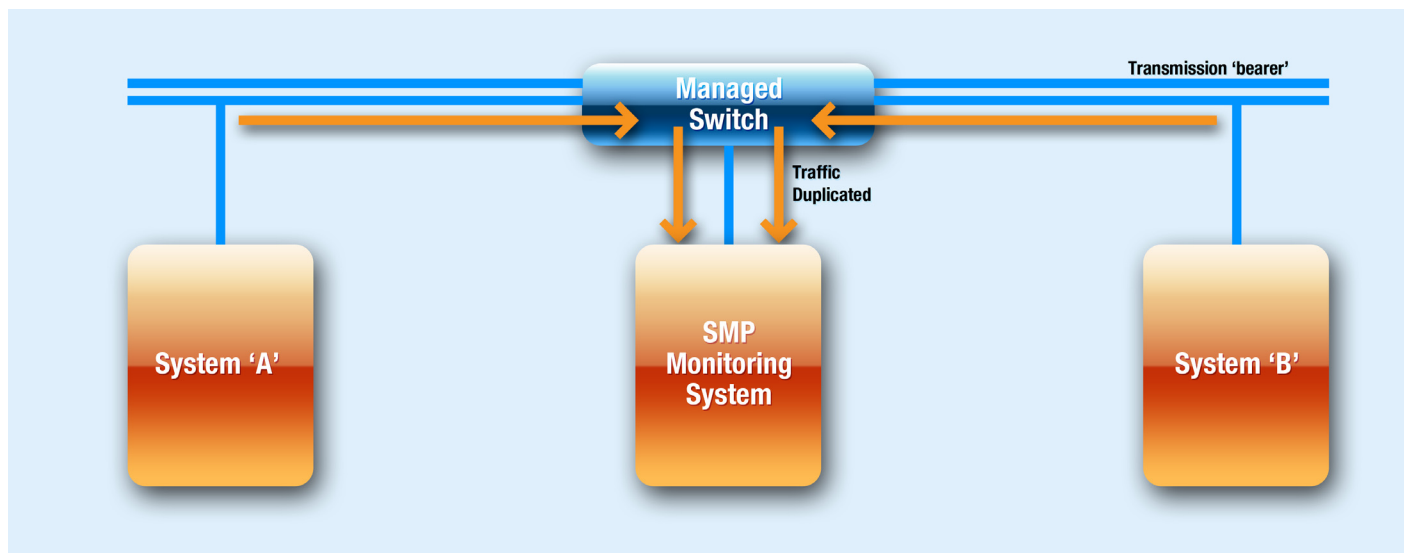 Transmission ‘bearer’
Managed
Switch
Traffic
Duplicated
System ‘A’
SMP
Monitoring
System
System ‘B’